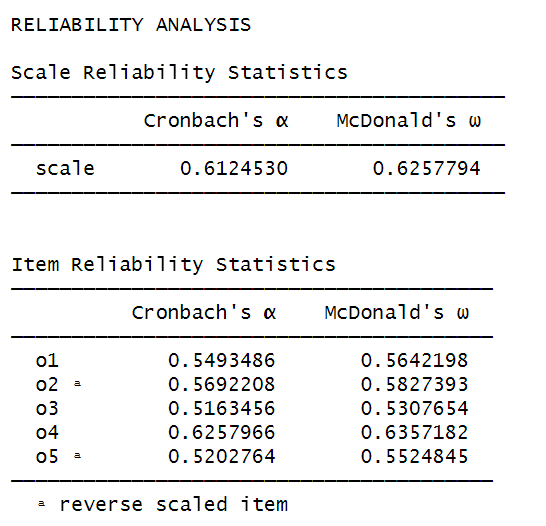 RELIABILITY ANALYSIS
Scale Reliability Statistics
Cronbach's α McDonald's ω
scale 0.6124530 0.6257794
Item Reliability Statistics
Cronbach's α McDonald's ω
o1 0.5493486 0.5642198
o2 ᵃ 0.5692208 0.5827393
o3 0.5163456 0.5307654
o4 0.6257966 0.6357182
o5 ᵃ 0.5202764 0.5524845
ᵃ reverse scaled item